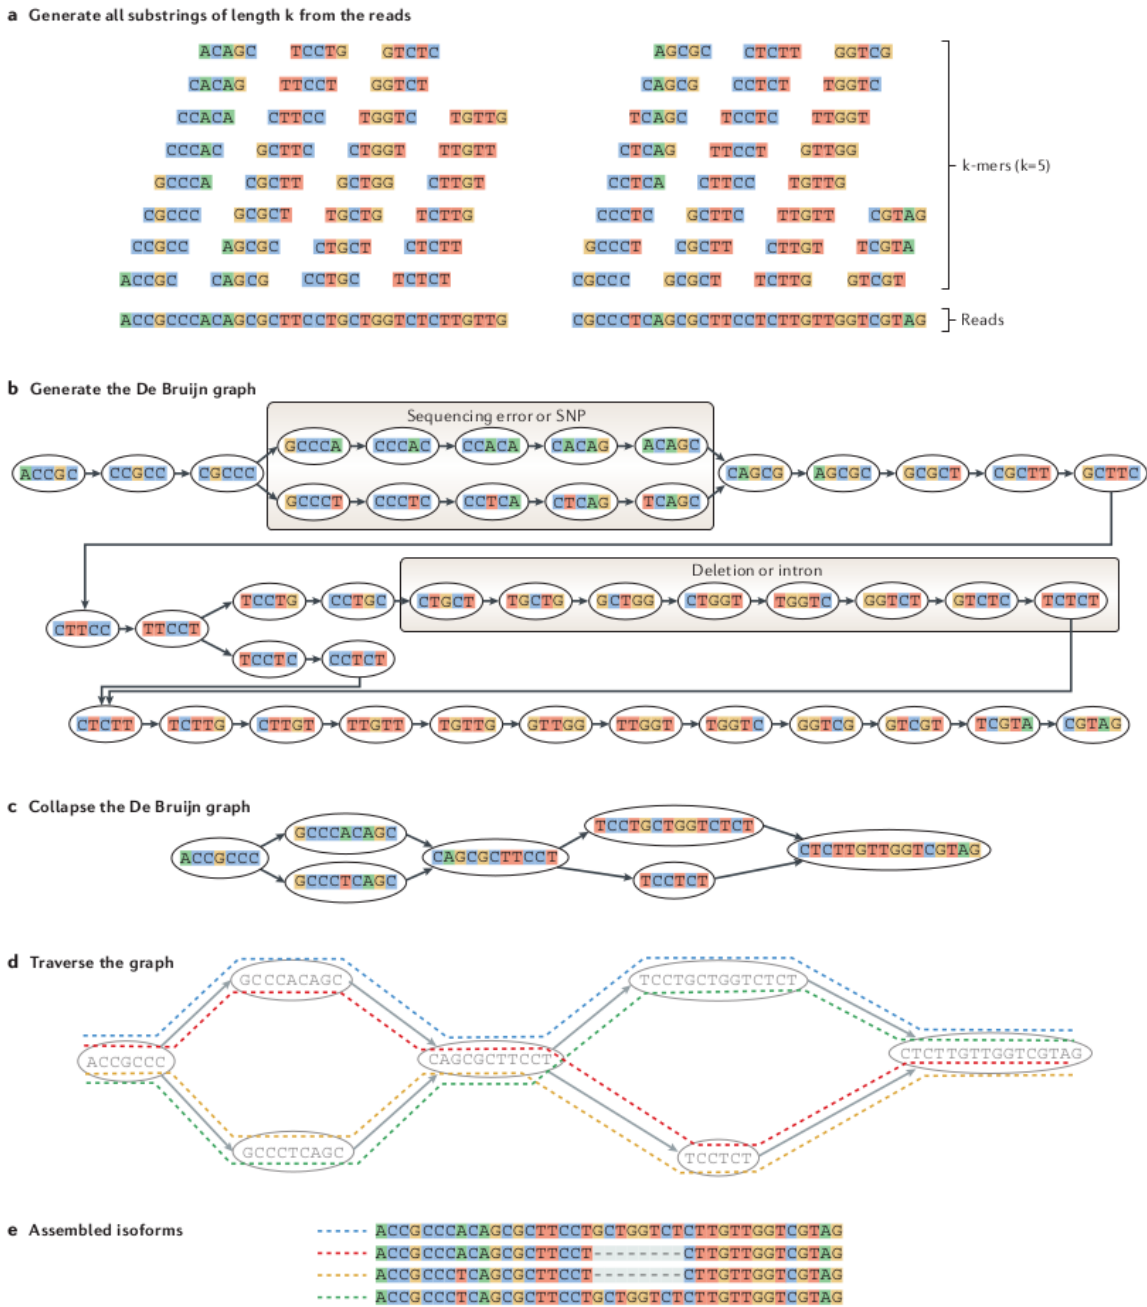 a Generate all substrings of length k from the reads
ACAGC TCCTG GTCTC AGCGC CTCTT GGTCG
CACAG TTCCT GGTCT CAGCG CCTCT TGGTC
CCACA CTTCC TGGTC TGTTG TCAGC TCCTC TTGGT
CCCAC GCTTC CTGGT TTGTT CTCAG TTCCT GTTGG
GCCCA CGCTT GCTGG CTTGT CCTCA CTTCC TGTTG
k-mers (k=5)
CGCCC GCGCT TGCTG TCTTG CCCTC GCTTC TTGTT CGTAG
CCGCC AGCGC CTGCT CTCTT GCCCT CGCTT CTTGT TCGTA
ACCGC CAGCG CCTGC TCTCT CGCCC GCGCT TCTTG GTCGT
ACCGCCCACAGCGCTTCCTGCTGGTCTCTTGTTG CGCCCTCAGCGCTTCCTCTTGTTGGTCGTAG Reads
b Generate the De Bruijn graph
Sequencing error or SNP
GCCCA CCCAC CCACA CACAG ACAGC
ACCGC CCGCC CGCCC CAGCG AGCGC GCGCT CGCTT GCTTC
GCCCT CCCTC CCTCA CTCAG TCAGC
Deletion or intron
TCCTG CCTGC CTGCT TGCTG GCTGG CTGGT TGGTC GGTCT GTCTC TCTCT
CTTCC TTCCT
TCCTC CCTCT
CTCTT TCTTG CTTGT TTGTT TGTTG GTTGG TTGGT TGGTC GGTCG GTCGT TCGTA CGTAG
c Collapse the De Bruijn graph
GCCCACAGC TCCTGCTGGTCTCT
ACCGCCC CAGCGCTTCCT CTCTTGTTGGTCGTAG
GCCCTCAGC TCCTCT
d Traverse the graph
GCCCACAGC TCCTGCTGGTCTCT
ACCGCCC CAGCGCTTCCT CTCTTGTTGGTCGTAG
GCCCTCAGC TCCTCT
e Assembled isoforms
ACCGCCCACAGCGCTTCCTGCTGGTCTCTTGTTGGTCGTAG
ACCGCCCACAGCGCTTCCT--------CTTGTTGGTCGTAG
ACCGCCCTCAGCGCTTCCT--------CTTGTTGGTCGTAG
ACCGCCCTCAGCGCTTCCTGCTGGTCTCTTGTTGGTCGTAG